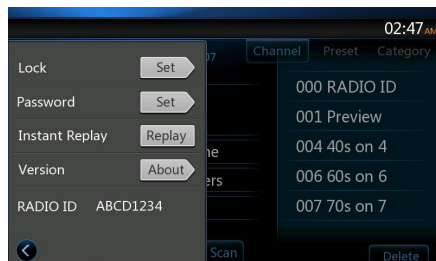 02:47 AM
Lock Set
Password Set
Instant Replay Replay
Version About
RADIO ID ABCD1234
Channel Preset Category
000 RADIO ID
001 Preview
004 40s on 4
006 60s on 6
007 70s on 7
Scan
Delete